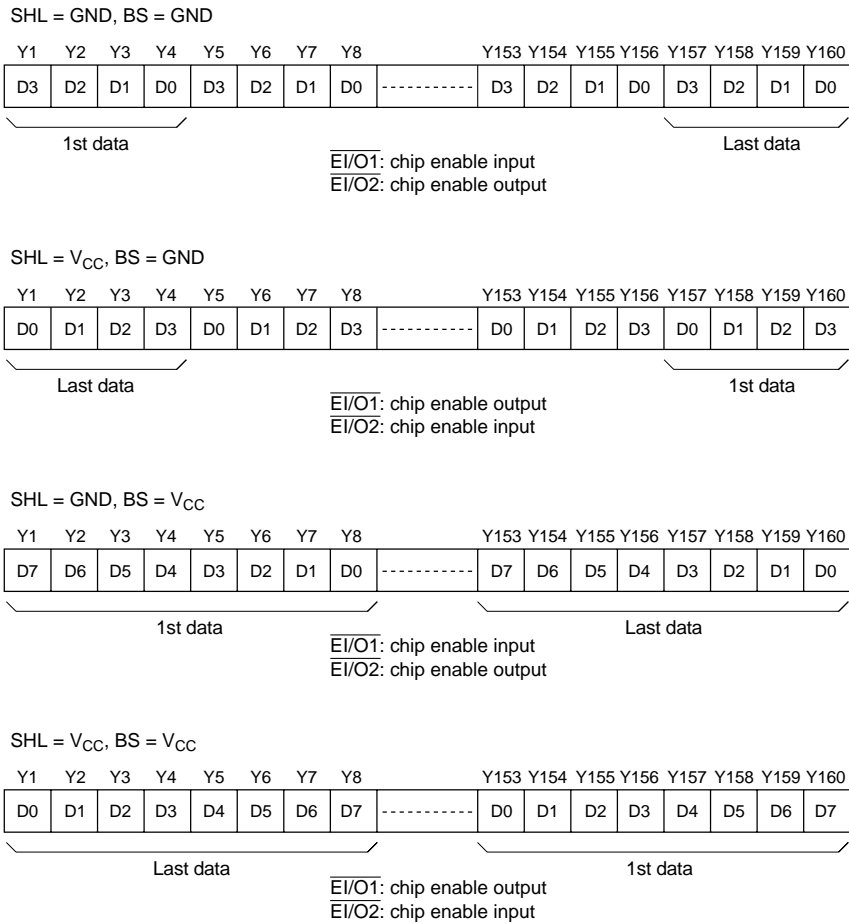 SHL = GND, BS = GND
Y1 Y2 Y3 Y4 Y5 Y6 Y7 Y8 Y153 Y154 Y155 Y156 Y157 Y158 Y159 Y160
D3 D2 D1 D0 D3 D2 D1 D0 D3 D2 D1 D0 D3 D2 D1 D0
1st data Last data
EI/O1: chip enable input
EI/O2: chip enable output
SHL = VCC, BS = GND
Y1 Y2 Y3 Y4 Y5 Y6 Y7 Y8 Y153 Y154 Y155 Y156 Y157 Y158 Y159 Y160
D0 D1 D2 D3 D0 D1 D2 D3 D0 D1 D2 D3 D0 D1 D2 D3
Last data 1st data
EI/O1: chip enable output
EI/O2: chip enable input
SHL = GND, BS = VCC
Y1 Y2 Y3 Y4 Y5 Y6 Y7 Y8 Y153 Y154 Y155 Y156 Y157 Y158 Y159 Y160
D7 D6 D5 D4 D3 D2 D1 D0 D7 D6 D5 D4 D3 D2 D1 D0
1st data Last data
EI/O1: chip enable input
EI/O2: chip enable output
SHL = VCC, BS = VCC
Y1 Y2 Y3 Y4 Y5 Y6 Y7 Y8 Y153 Y154 Y155 Y156 Y157 Y158 Y159 Y160
D0 D1 D2 D3 D4 D5 D6 D7 D0 D1 D2 D3 D4 D5 D6 D7
Last data 1st data
EI/O1: chip enable output
EI/O2: chip enable input